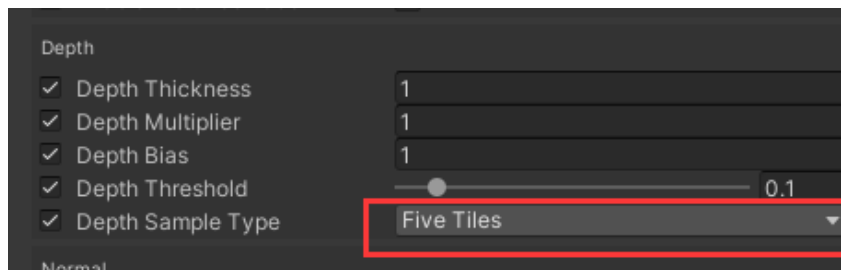 Depth
Depth Thickness 1
Depth Multiplier 1
Depth Bias 1
Depth Threshold 0.1
Depth Sample Type Five Tiles
Normal